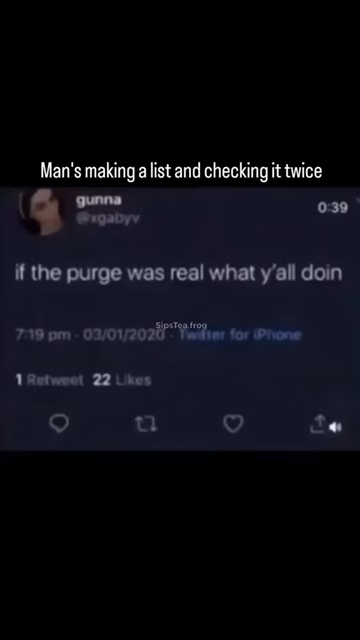 Man's making a list and checking it twice
gunna
@xgabyv
0:39
if the purge was real what y'all doin
SipsTea.frog
7:19 pm · 03/01/2020 · Twitter for iPhone
1 Retweet 22 Likes